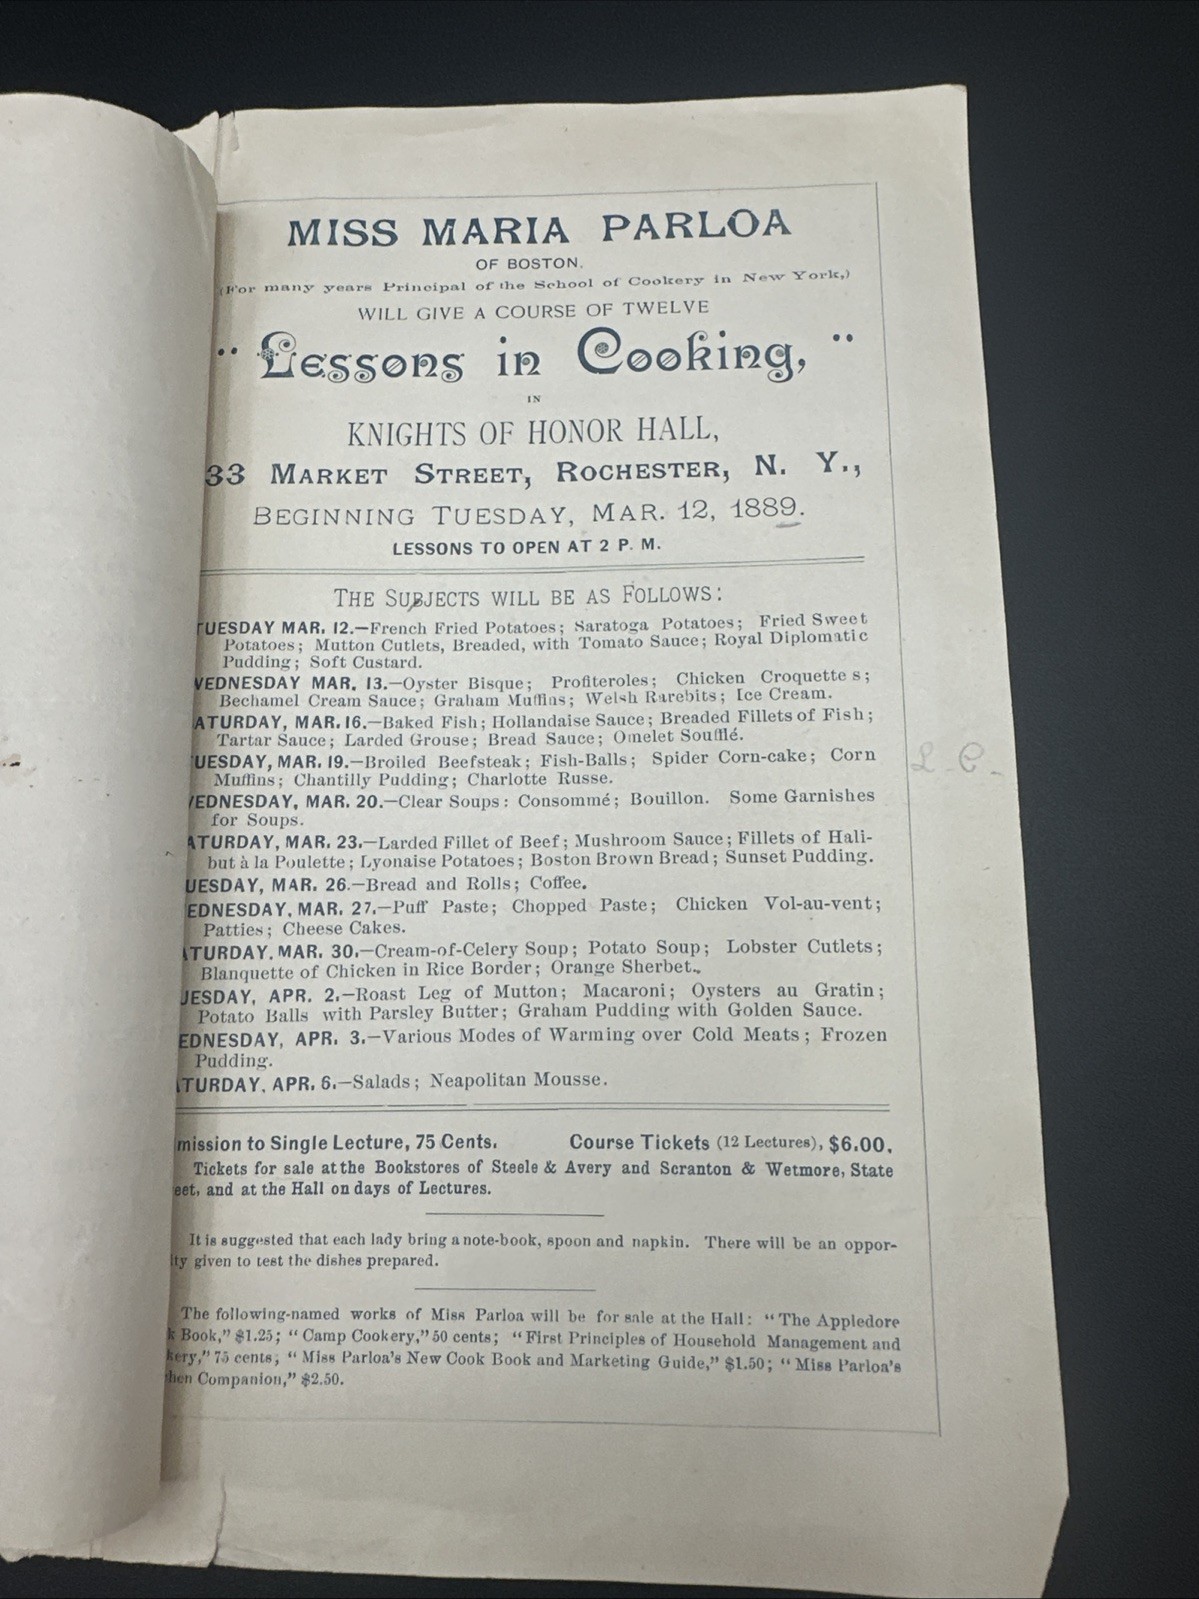 MISS MARIA PARLOA
OF BOSTON.
(For many years Principal of the School of Cookery in New York,)
WILL GIVE A COURSE OF TWELVE
"Lessons in Cooking,"
IN
KNIGHTS OF HONOR HALL,
33 MARKET STREET, ROCHESTER, N. Y.,
BEGINNING TUESDAY, MAR. 12, 1889.
LESSONS TO OPEN AT 2 P. M.
THE SUBJECTS WILL BE AS FOLLOWS:
TUESDAY MAR. 12.—French Fried Potatoes; Saratoga Potatoes; Fried Sweet
Potatoes; Mutton Cutlets, Breaded, with Tomato Sauce; Royal Diplomatic
Pudding; Soft Custard.
WEDNESDAY MAR. 13.—Oyster Bisque; Profiteroles; Chicken Croquettes;
Bechamel Cream Sauce; Graham Muffins; Welsh Rarebits; Ice Cream.
ATURDAY, MAR. 16.—Baked Fish; Hollandaise Sauce; Breaded Fillets of Fish;
Tartar Sauce; Larded Grouse; Bread Sauce; Omelet Soufflé.
UESDAY, MAR. 19.—Broiled Beefsteak; Fish-Balls; Spider Corn-cake; Corn
Muffins; Chantilly Pudding; Charlotte Russe.
L. C.
EDNESDAY, MAR. 20.—Clear Soups: Consommé; Bouillon. Some Garnishes
for Soups.
ATURDAY, MAR. 23.—Larded Fillet of Beef; Mushroom Sauce; Fillets of Hali-
but à la Poulette; Lyonaise Potatoes; Boston Brown Bread; Sunset Pudding.
UESDAY, MAR. 26.—Bread and Rolls; Coffee.
EDNESDAY, MAR. 27.—Puff Paste; Chopped Paste; Chicken Vol-au-vent;
Patties; Cheese Cakes.
ATURDAY. MAR. 30.—Cream-of-Celery Soup; Potato Soup; Lobster Cutlets;
Blanquette of Chicken in Rice Border; Orange Sherbet.
UESDAY, APR. 2.—Roast Leg of Mutton; Macaroni; Oysters au Gratin;
Potato Balls with Parsley Butter; Graham Pudding with Golden Sauce.
EDNESDAY, APR. 3.—Various Modes of Warming over Cold Meats; Frozen
Pudding.
ATURDAY, APR. 6.—Salads; Neapolitan Mousse.
mission to Single Lecture, 75 Cents. Course Tickets (12 Lectures), $6.00.
Tickets for sale at the Bookstores of Steele & Avery and Scranton & Wetmore, State
eet, and at the Hall on days of Lectures.
It is suggested that each lady bring a note-book, spoon and napkin. There will be an oppor-
ity given to test the dishes prepared.
The following-named works of Miss Parloa will be for sale at the Hall: "The Appledore
k Book," $1.25; "Camp Cookery," 50 cents; "First Principles of Household Management and
kery," 75 cents; "Miss Parloa's New Cook Book and Marketing Guide," $1.50; "Miss Parloa's
hen Companion," $2.50.